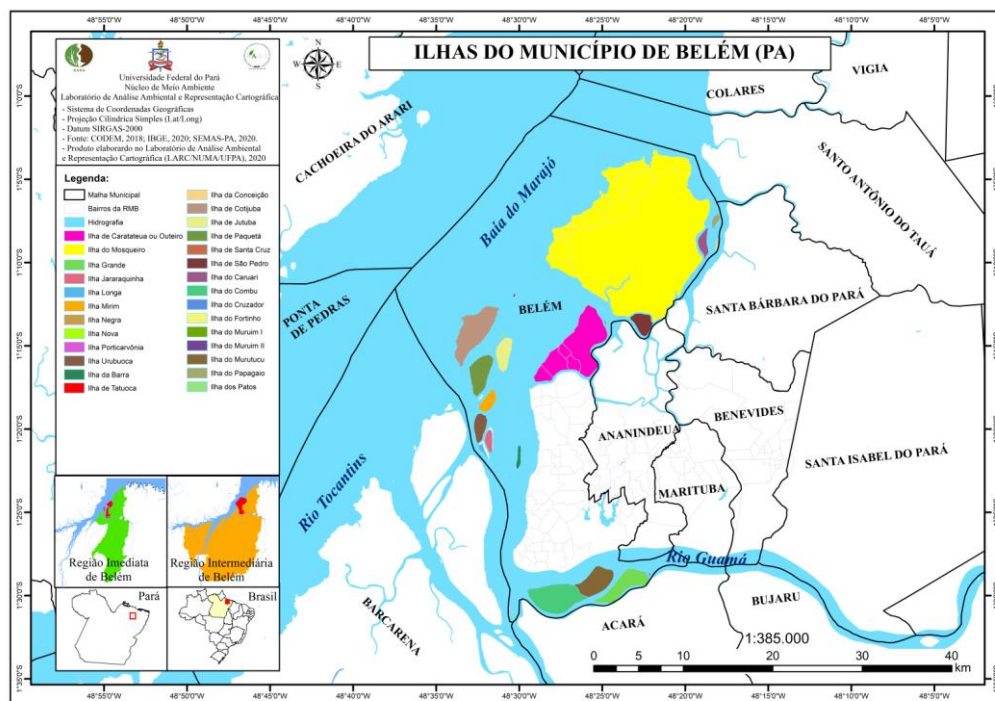 ILHAS DO MUNICÍPIO DE BELÉM (PA)
N
W
E
S
Universidade Federal do Pará
Núcleo de Meio Ambiente
Laboratório de Análise Ambiental e Representação Cartográfica
- Sistema de Coordenadas Geográficas
- Projeção Cilíndrica Simples (Lat/Long)
- Datum SIRGAS-2000
- Fonte: CODEM, 2018; IBGE, 2020; SEMAS-PA, 2020.
- Produto elaborado no Laboratório de Análise Ambiental
e Representação Cartográfica (LARC/NUMA/UFPA), 2020
Legenda:
Malha Municipal
Bairros da RMB
Hidrografia
Ilha de Caratateua ou Outeiro
Ilha do Mosqueiro
Ilha Grande
Ilha Jararaquinha
Ilha Longa
Ilha Mirim
Ilha Negra
Ilha Nova
Ilha Porticarvônia
Ilha Urubuoca
Ilha da Barra
Ilha de Tatuoca
Ilha da Conceição
Ilha de Cotijuba
Ilha de Jutuba
Ilha de Paquetá
Ilha de Santa Cruz
Ilha de São Pedro
Ilha do Caruari
Ilha do Combu
Ilha do Cruzador
Ilha do Fortinho
Ilha do Muruim I
Ilha do Muruim II
Ilha do Murutucu
Ilha do Papagaio
Ilha dos Patos
Região Imediata
de Belém
Região Intermediária
de Belém
Pará
Brasil
COLARES
VIGIA
CACHOEIRA DO ARARI
SANTO ANTÔNIO DO TAUÁ
Baía do Marajó
PONTA
DE PEDRAS
BELÉM
SANTA BÁRBARA DO PARÁ
BENEVIDES
ANANINDEUA
SANTA ISABEL DO PARÁ
MARITUBA
Rio Tocantins
Rio Guamá
BARCARENA
ACARÁ
BUJARU
1:385.000
0
10
20
30
40
km
48°55'0"S
48°50'0"S
48°45'0"S
48°40'0"S
48°35'0"S
48°30'0"S
48°25'0"S
48°20'0"S
48°15'0"S
48°10'0"S
48°5'0"S
1°0'0"S
1°5'0"S
1°10'0"S
1°15'0"S
1°20'0"S
1°25'0"S
1°30'0"S
1°35'0"S